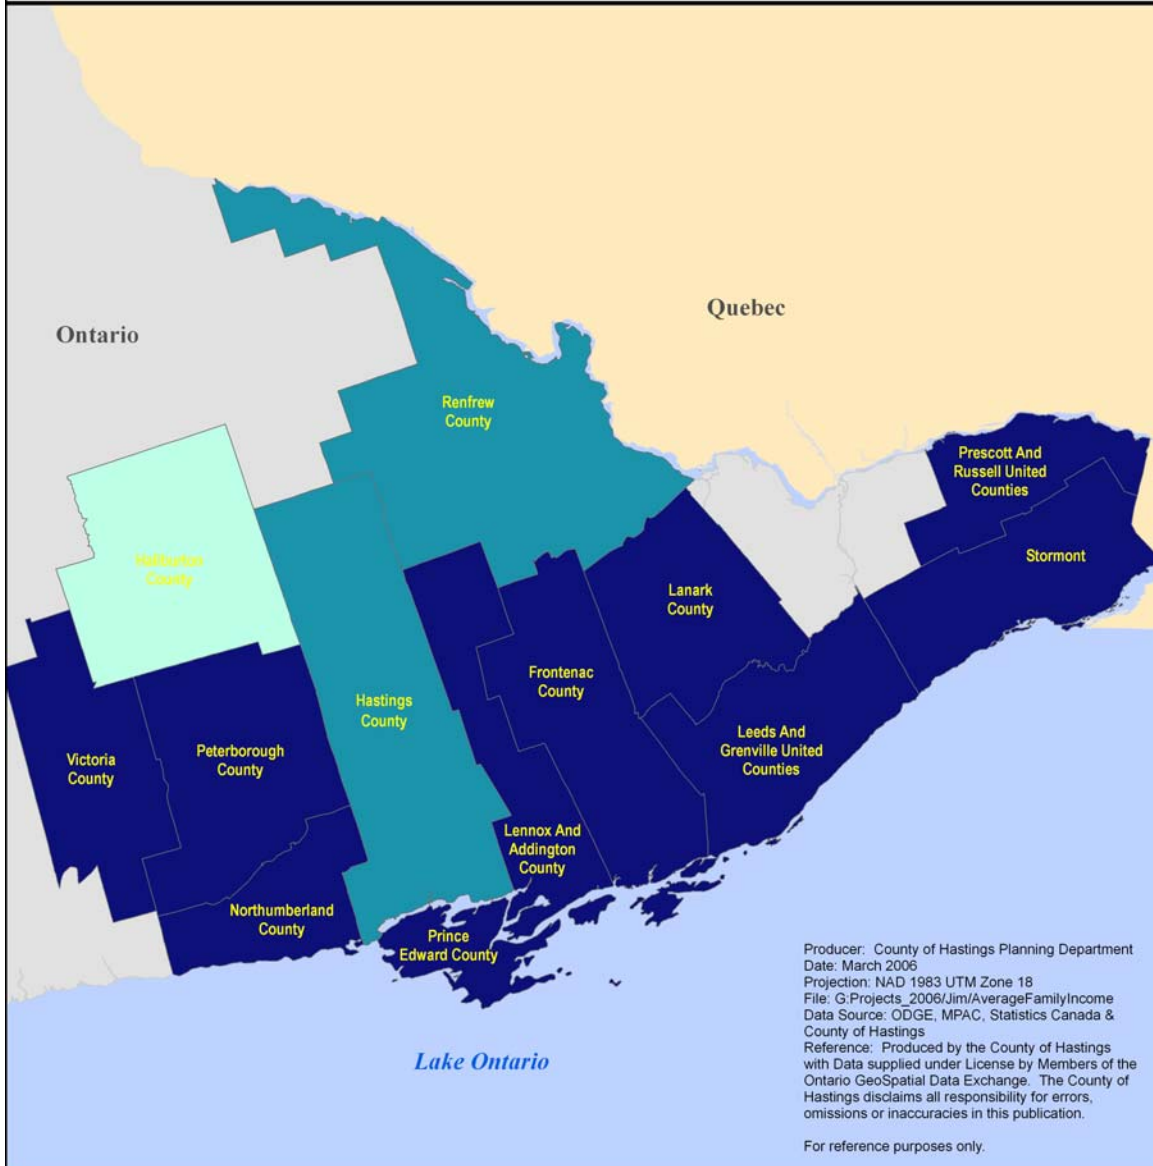 Ontario
Quebec
Renfrew
County
Prescott And
Russell United
Counties
Stormont
Haliburton
County
Lanark
County
Frontenac
County
Hastings
County
Leeds And
Grenville United
Counties
Victoria
County
Peterborough
County
Lennox And
Addington
County
Northumberland
County
Prince
Edward County
Lake Ontario
Producer: County of Hastings Planning Department
Date: March 2006
Projection: NAD 1983 UTM Zone 18
File: G:Projects_2006/Jim/AverageFamilyIncome
Data Source: ODGE, MPAC, Statistics Canada &
County of Hastings
Reference: Produced by the County of Hastings
with Data supplied under License by Members of the
Ontario GeoSpatial Data Exchange. The County of
Hastings disclaims all responsibility for errors,
omissions or inaccuracies in this publication.
For reference purposes only.